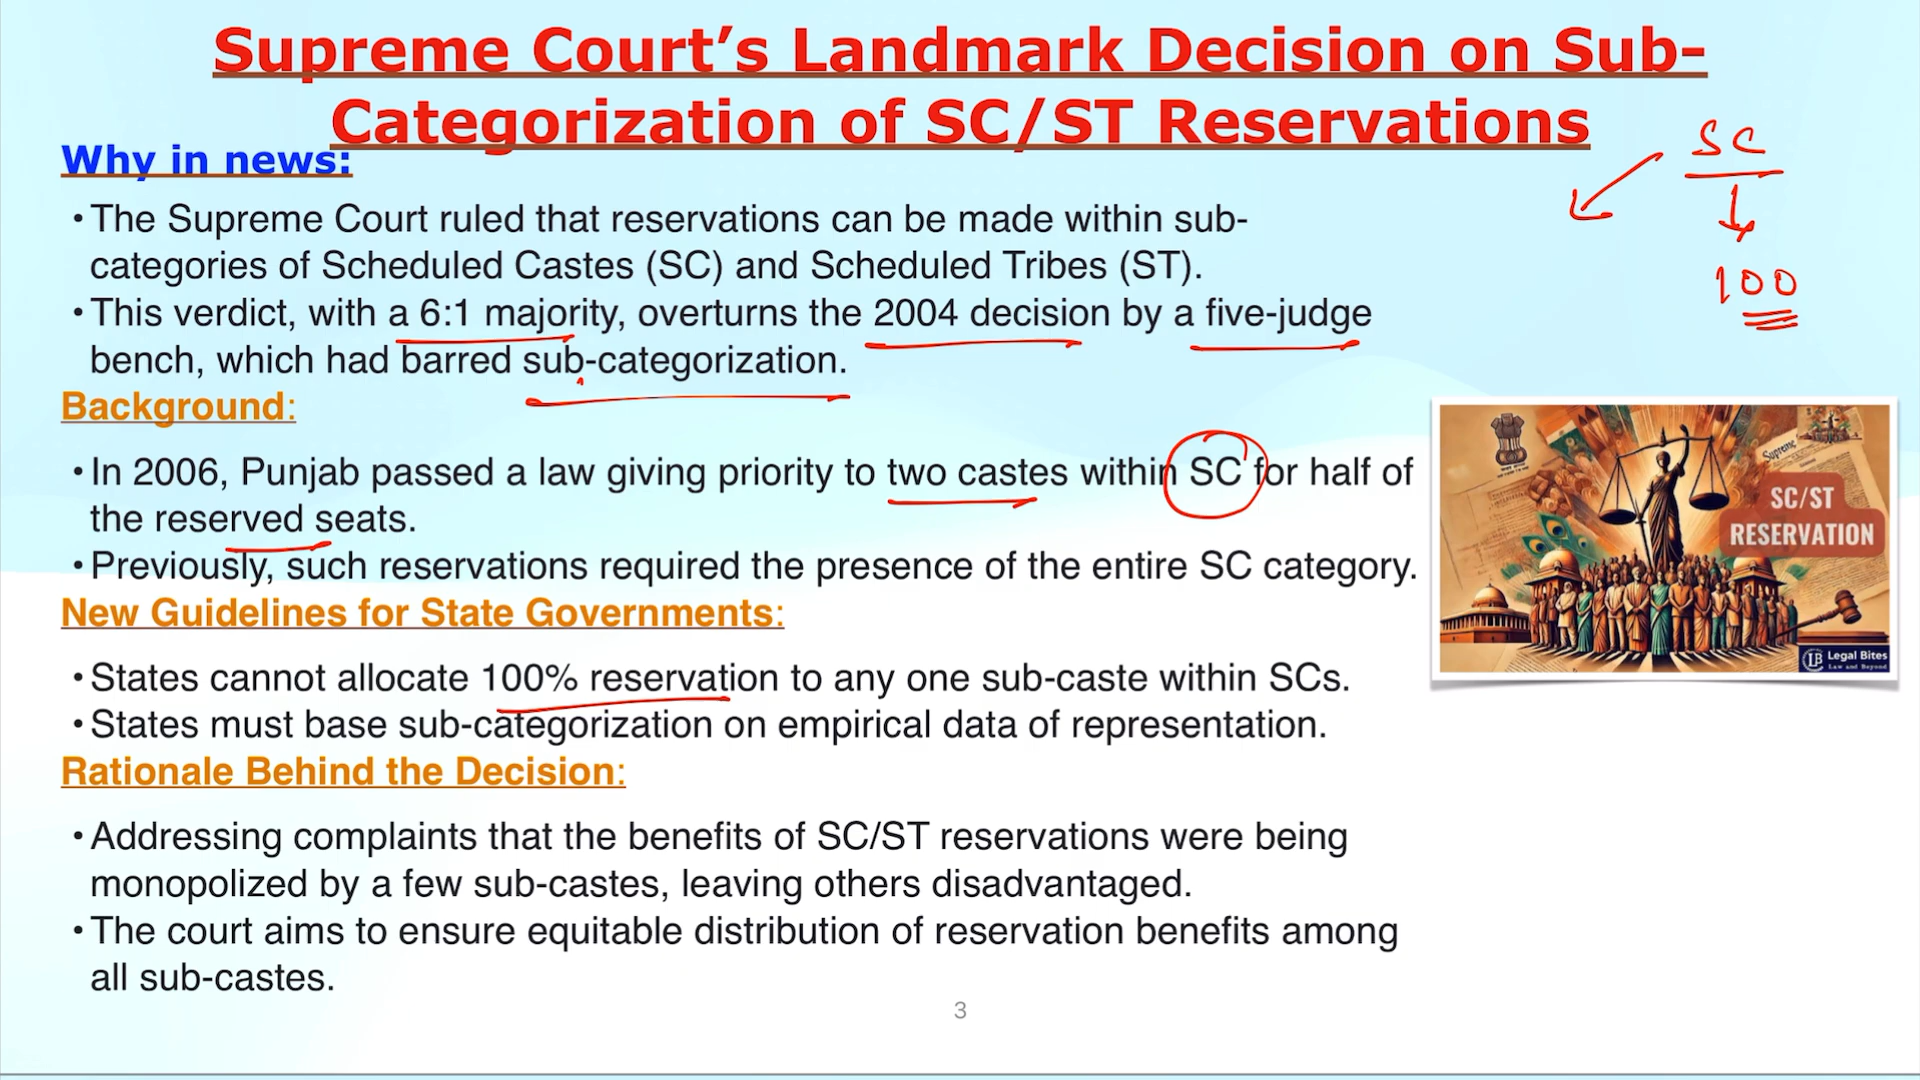 Supreme Court’s Landmark Decision on Sub-
Categorization of SC/ST Reservations
Why in news:
• The Supreme Court ruled that reservations can be made within sub-
categories of Scheduled Castes (SC) and Scheduled Tribes (ST).
• This verdict, with a 6:1 majority, overturns the 2004 decision by a five-judge
bench, which had barred sub-categorization.
Background:
• In 2006, Punjab passed a law giving priority to two castes within SC for half of
the reserved seats.
• Previously, such reservations required the presence of the entire SC category.
New Guidelines for State Governments:
• States cannot allocate 100% reservation to any one sub-caste within SCs.
• States must base sub-categorization on empirical data of representation.
Rationale Behind the Decision:
• Addressing complaints that the benefits of SC/ST reservations were being
monopolized by a few sub-castes, leaving others disadvantaged.
• The court aims to ensure equitable distribution of reservation benefits among
all sub-castes.
SC
100
Supreme
SC/ST
RESERVATION
LB Legal Bites
Law and Beyond
3